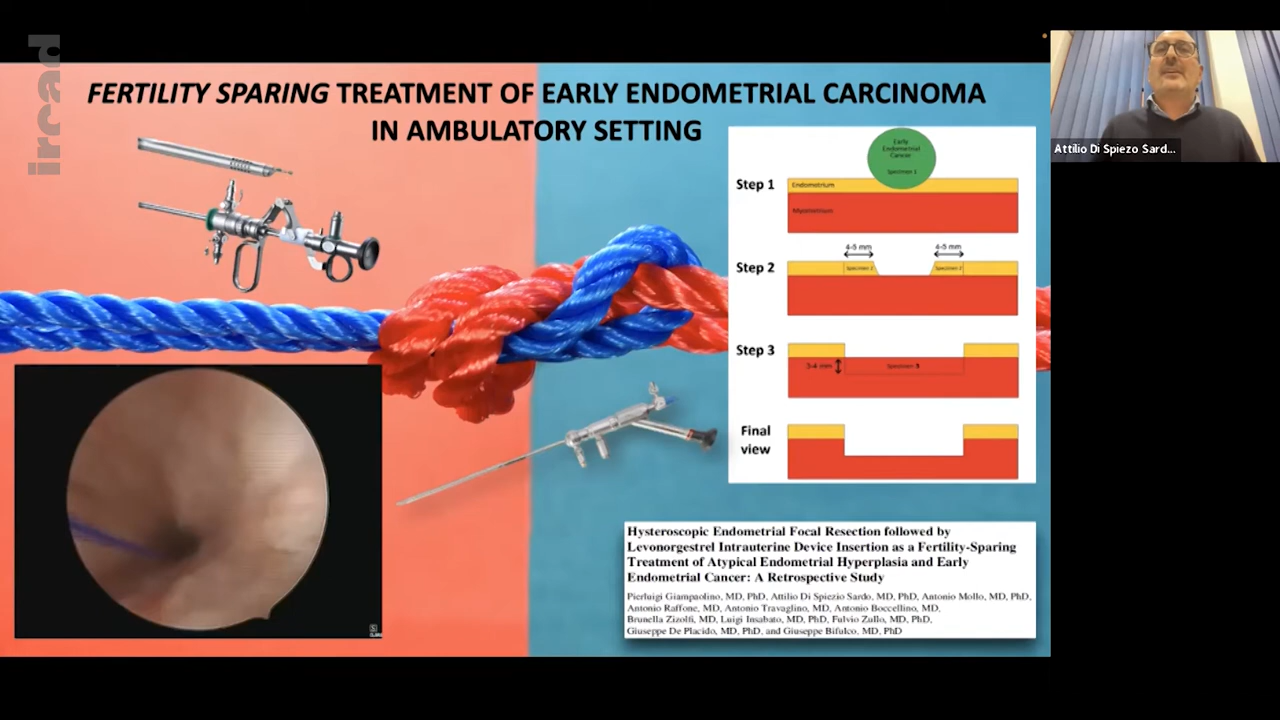 ircad
FERTILITY SPARING TREATMENT OF EARLY ENDOMETRIAL CARCINOMA
IN AMBULATORY SETTING
Attilio Di Spiezo Sard...
Early
Endometrial
Cancer
Specimen 1
Step 1
Endometrium
Myometrium
4-5 mm
4-5 mm
Step 2
Specimen 2
Specimen 2
Step 3
3-4 mm
Specimen 3
Final
view
Hysteroscopic Endometrial Focal Resection followed by
Levonorgestrel Intrauterine Device Insertion as a Fertility-Sparing
Treatment of Atypical Endometrial Hyperplasia and Early
Endometrial Cancer: A Retrospective Study
Pierluigi Giampaolino, MD, PhD, Attilio Di Spiezio Sardo, MD, PhD, Antonio Mollo, MD, PhD,
Antonio Raffone, MD, Antonio Travaglino, MD, Antonio Boccellino, MD,
Brunella Zizolfi, MD, Luigi Insabato, MD, PhD, Fulvio Zullo, MD, PhD,
Giuseppe De Placido, MD, PhD, and Giuseppe Bifulco, MD, PhD